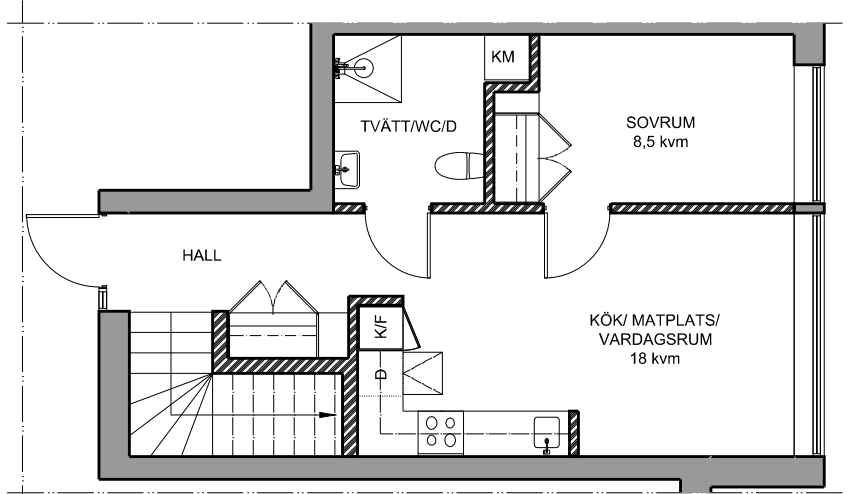 KM
TVÄTT/WC/D
SOVRUM
8,5 kvm
HALL
K/F
D
KÖK/ MATPLATS/
VARDAGSRUM
18 kvm